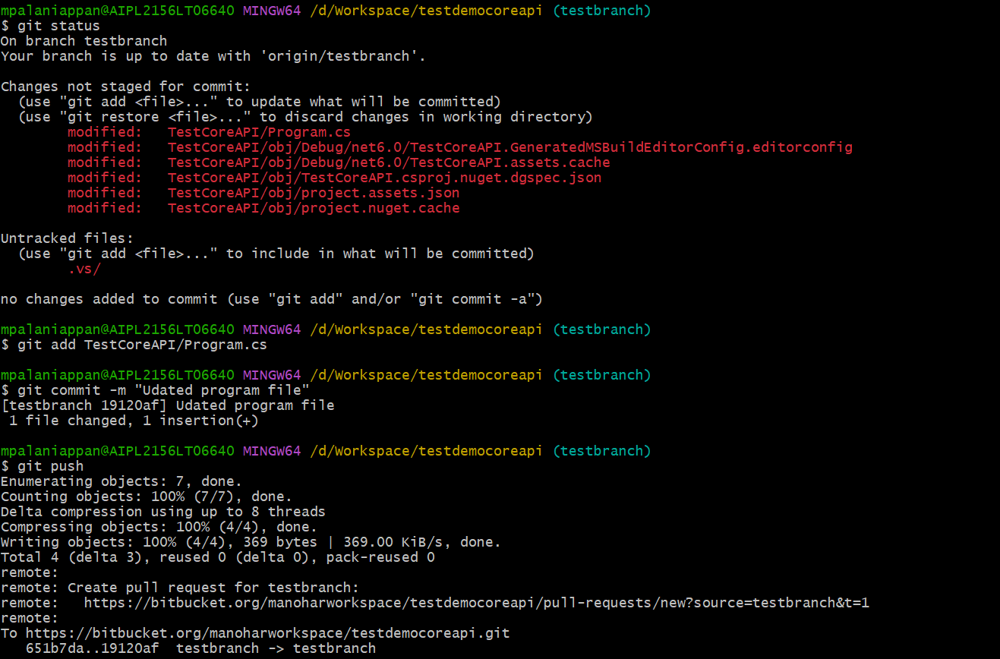 mpalaniappan@AIPL2156LT06640 MINGW64 /d/Workspace/testdemocoreapi (testbranch)
$ git status
On branch testbranch
Your branch is up to date with 'origin/testbranch'.

Changes not staged for commit:
  (use "git add <file>..." to update what will be committed)
  (use "git restore <file>..." to discard changes in working directory)
        modified:   TestCoreAPI/Program.cs
        modified:   TestCoreAPI/obj/Debug/net6.0/TestCoreAPI.GeneratedMSBuildEditorConfig.editorconfig
        modified:   TestCoreAPI/obj/Debug/net6.0/TestCoreAPI.assets.cache
        modified:   TestCoreAPI/obj/TestCoreAPI.csproj.nuget.dgspec.json
        modified:   TestCoreAPI/obj/project.assets.json
        modified:   TestCoreAPI/obj/project.nuget.cache

Untracked files:
  (use "git add <file>..." to include in what will be committed)
        .vs/

no changes added to commit (use "git add" and/or "git commit -a")

mpalaniappan@AIPL2156LT06640 MINGW64 /d/Workspace/testdemocoreapi (testbranch)
$ git add TestCoreAPI/Program.cs

mpalaniappan@AIPL2156LT06640 MINGW64 /d/Workspace/testdemocoreapi (testbranch)
$ git commit -m "Udated program file"
[testbranch 19120af] Udated program file
 1 file changed, 1 insertion(+)

mpalaniappan@AIPL2156LT06640 MINGW64 /d/Workspace/testdemocoreapi (testbranch)
$ git push
Enumerating objects: 7, done.
Counting objects: 100% (7/7), done.
Delta compression using up to 8 threads
Compressing objects: 100% (4/4), done.
Writing objects: 100% (4/4), 369 bytes | 369.00 KiB/s, done.
Total 4 (delta 3), reused 0 (delta 0), pack-reused 0
remote:
remote: Create pull request for testbranch:
remote:   https://bitbucket.org/manoharworkspace/testdemocoreapi/pull-requests/new?source=testbranch&t=1
remote:
To https://bitbucket.org/manoharworkspace/testdemocoreapi.git
   651b7da..19120af  testbranch -> testbranch